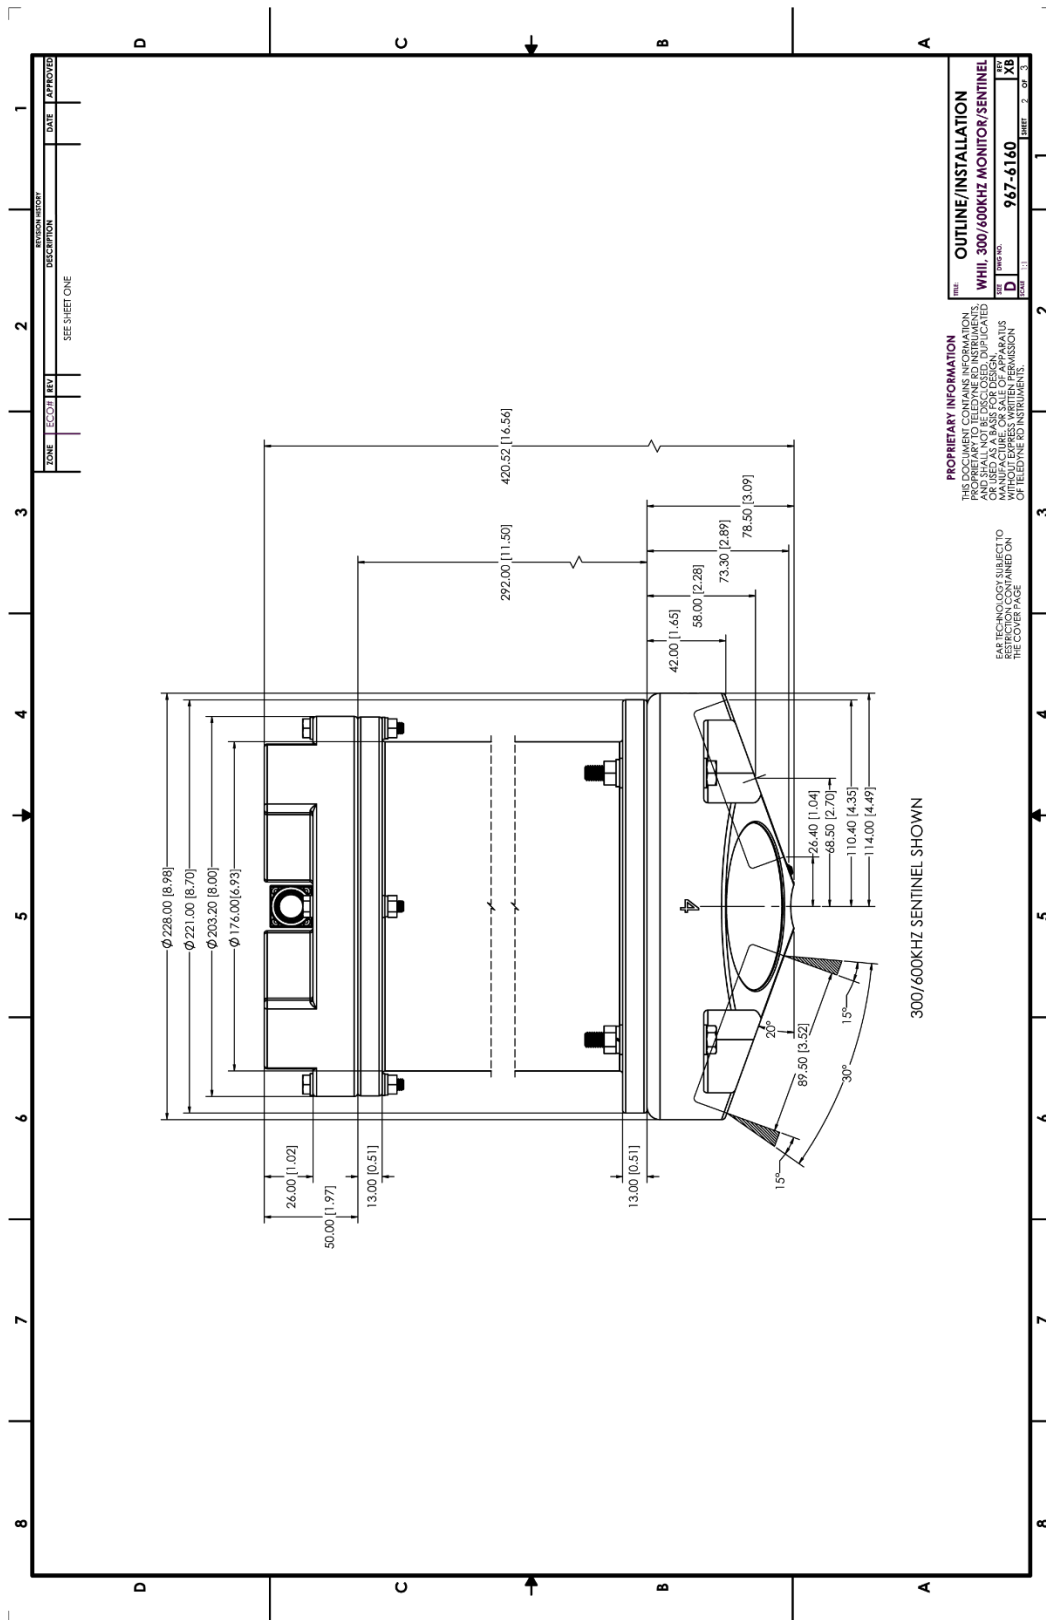 8
7
6
5
4
3
2
1
REVISION HISTORY
ZONE
ECO#
REV
DESCRIPTION
DATE
APPROVED
SEE SHEET ONE
D
C
B
A
D
C
B
A
Ø228.00 [8.98]
Ø221.00 [8.70]
Ø203.20 [8.00]
Ø176.00[6.93]
26.00 [1.02]
50.00 [1.97]
13.00 [0.51]
13.00 [0.51]
420.52 [16.56]
292.00 [11.50]
42.00 [1.65]
58.00 [2.28]
73.30 [2.89]
78.50 [3.09]
4
26.40 [1.04]
68.50 [2.70]
110.40 [4.35]
114.00 [4.49]
20°
89.50 [3.52]
15°
15°
30°
300/600KHZ SENTINEL SHOWN
EAR TECHNOLOGY SUBJECT TO
RESTRICTION CONTAINED ON
THE COVER PAGE
PROPRIETARY INFORMATION
THIS DOCUMENT CONTAINS INFORMATION
PROPRIETARY TO TELEDYNE RD INSTRUMENTS,
AND SHALL NOT BE DISCLOSED, DUPLICATED
OR USED AS A BASIS FOR DESIGN,
MANUFACTURE, OR SALE OF APPARATUS
WITHOUT EXPRESS WRITTEN PERMISSION
OF TELEDYNE RD INSTRUMENTS.
TITLE:
OUTLINE/INSTALLATION
WHII, 300/600KHZ MONITOR/SENTINEL
SIZE
D
DWG NO.
967-6160
REV
XB
SCALE 1:1
SHEET 2 OF 3
8
7
6
5
4
3
2
1